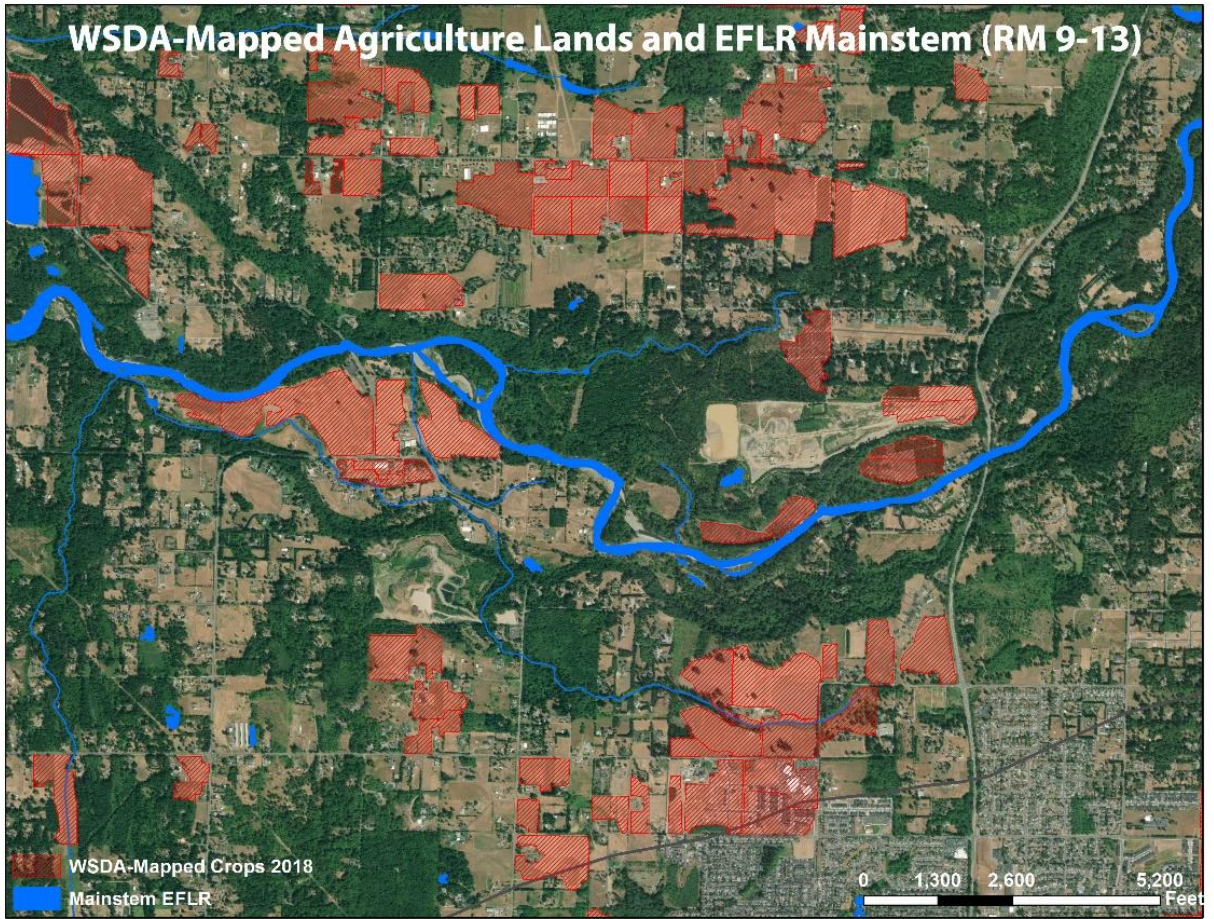 WSDA-Mapped Agriculture Lands and EFLR Mainstem (RM 9-13)
WSDA-Mapped Crops 2018
Mainstem EFLR
0 1,300 2,600 5,200
Feet